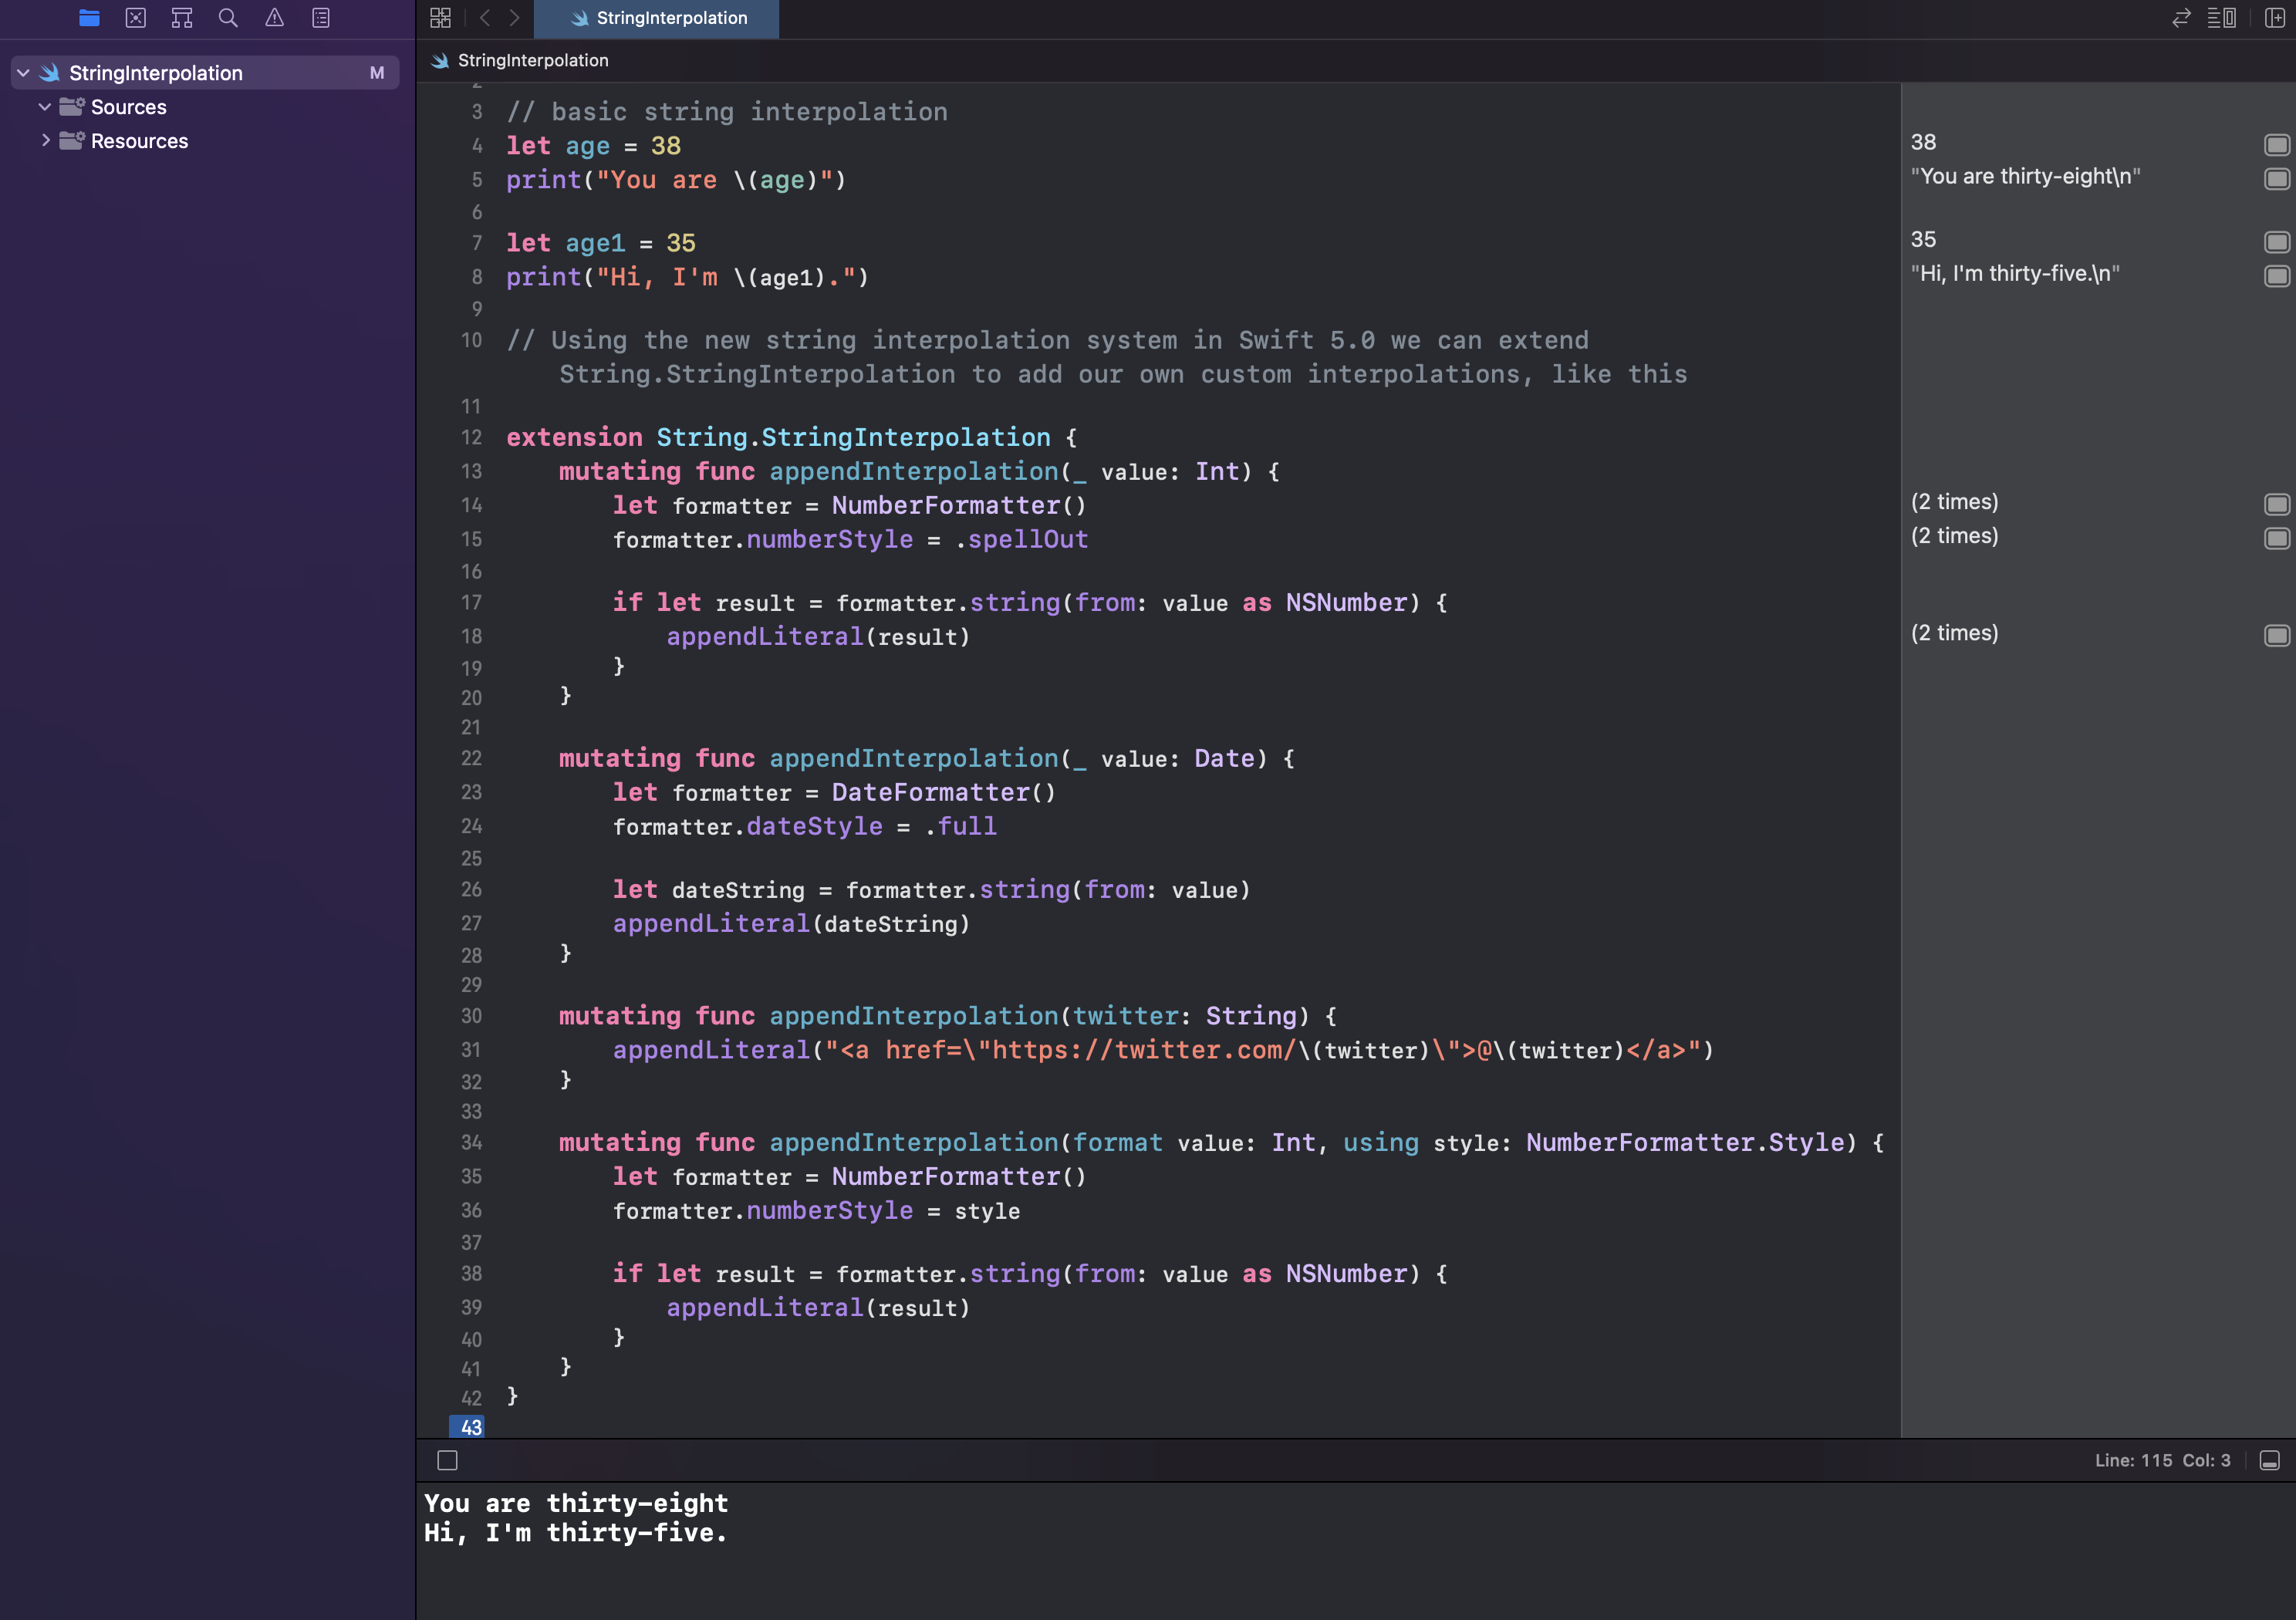 StringInterpolation
StringInterpolation M
StringInterpolation
Sources
Resources
3 // basic string interpolation
4 let age = 38
38
5 print("You are \(age)")
"You are thirty-eight\n"
6
7 let age1 = 35
35
8 print("Hi, I'm \(age1).")
"Hi, I'm thirty-five.\n"
9
10 // Using the new string interpolation system in Swift 5.0 we can extend
String.StringInterpolation to add our own custom interpolations, like this
11
12 extension String.StringInterpolation {
13 mutating func appendInterpolation(_ value: Int) {
14 let formatter = NumberFormatter()
(2 times)
15 formatter.numberStyle = .spellOut
(2 times)
16
17 if let result = formatter.string(from: value as NSNumber) {
18 appendLiteral(result)
(2 times)
19 }
20 }
21
22 mutating func appendInterpolation(_ value: Date) {
23 let formatter = DateFormatter()
24 formatter.dateStyle = .full
25
26 let dateString = formatter.string(from: value)
27 appendLiteral(dateString)
28 }
29
30 mutating func appendInterpolation(twitter: String) {
31 appendLiteral("<a href=\"https://twitter.com/\(twitter)\">@\(twitter)</a>")
32 }
33
34 mutating func appendInterpolation(format value: Int, using style: NumberFormatter.Style) {
35 let formatter = NumberFormatter()
36 formatter.numberStyle = style
37
38 if let result = formatter.string(from: value as NSNumber) {
39 appendLiteral(result)
40 }
41 }
42 }
43
Line: 115 Col: 3
You are thirty-eight
Hi, I'm thirty-five.